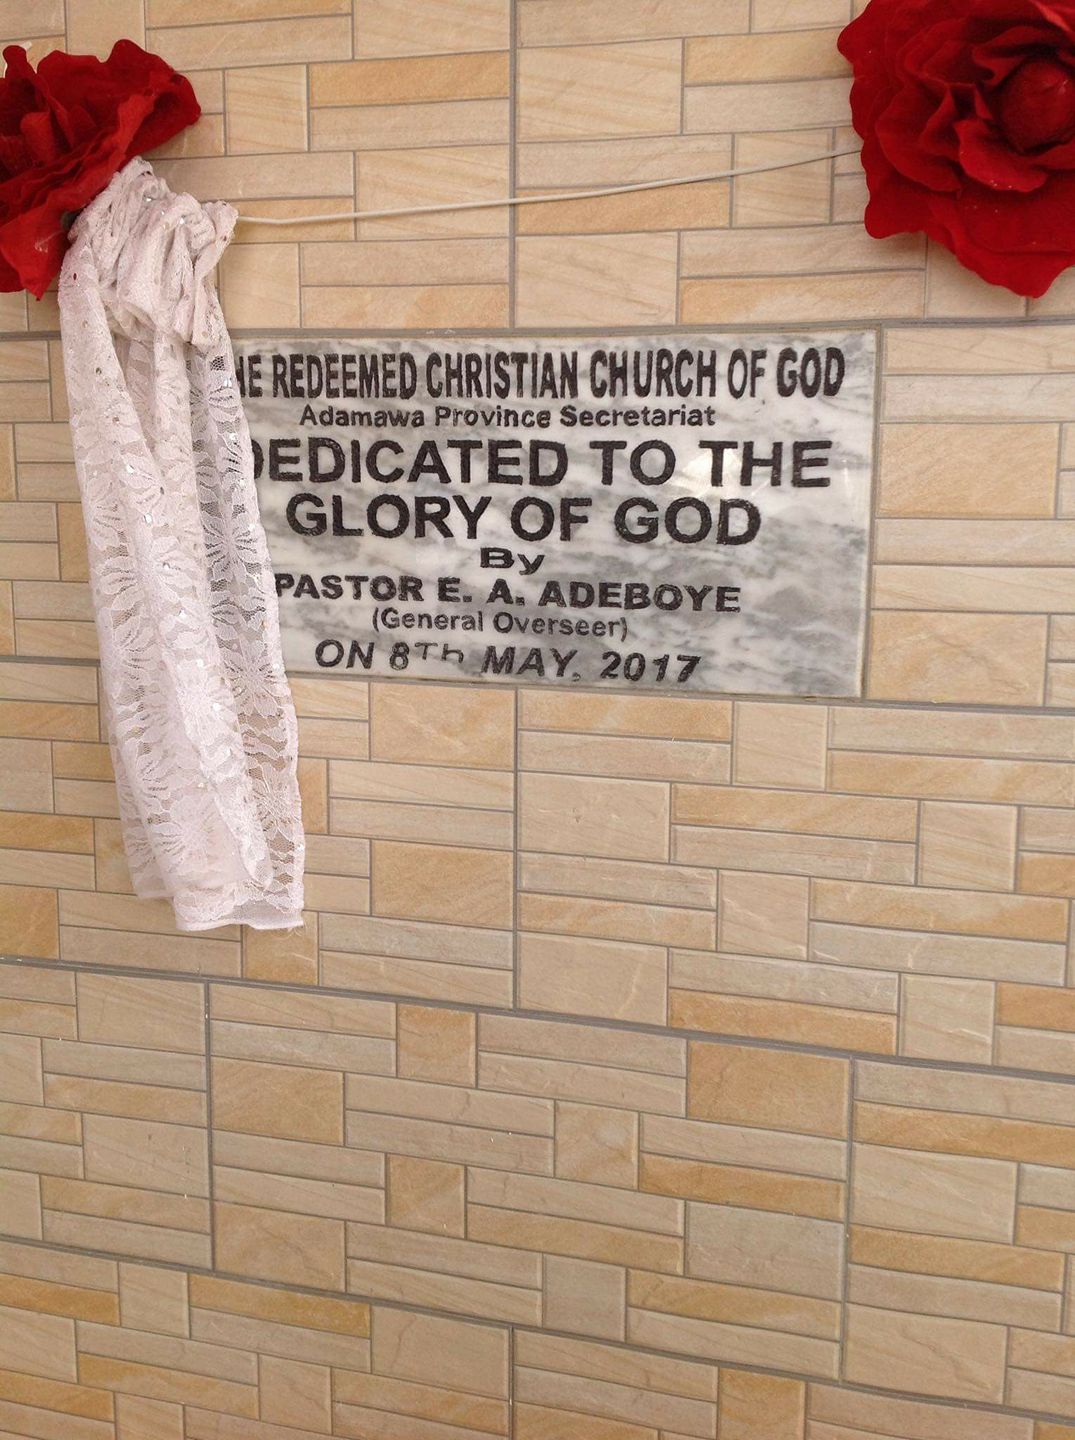 HE REDEEMED CHRISTIAN CHURCH OF GOD
Adamawa Province Secretariat
DEDICATED TO THE
GLORY OF GOD
By
PASTOR E. A. ADEBOYE
(General Overseer)
ON 8Th MAY, 2017